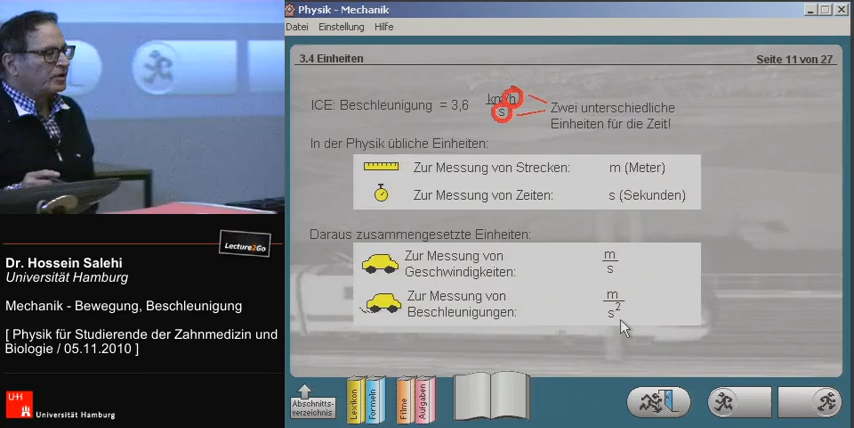 Physik - Mechanik
Datei Einstellung Hilfe
3.4 Einheiten
Seite 11 von 27
ICE: Beschleunigung = 3,6 km/h
s
Zwei unterschiedliche
Einheiten für die Zeit!
In der Physik übliche Einheiten:
Zur Messung von Strecken: m (Meter)
Zur Messung von Zeiten: s (Sekunden)
Daraus zusammengesetzte Einheiten:
Zur Messung von
Geschwindigkeiten:
m
s
Zur Messung von
Beschleunigungen:
m
s²
Abschnitts-
verzeichnis
Lexikon
Formeln
Filme
Aufgaben
Lecture2Go
Dr. Hossein Salehi
Universität Hamburg
Mechanik - Bewegung, Beschleunigung
[ Physik für Studierende der Zahnmedizin und
Biologie / 05.11.2010 ]
UH
Universität Hamburg